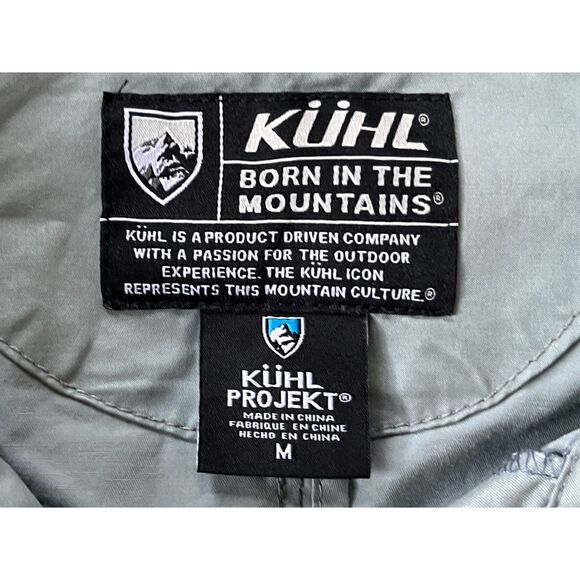 KÜHL®
BORN IN THE
MOUNTAINS®
KÜHL IS A PRODUCT DRIVEN COMPANY
WITH A PASSION FOR THE OUTDOOR
EXPERIENCE. THE KÜHL ICON
REPRESENTS THIS MOUNTAIN CULTURE.®
KÜHL
PROJEKT®
MADE IN CHINA
FABRIQUE EN CHINE
HECHO EN CHINA
M